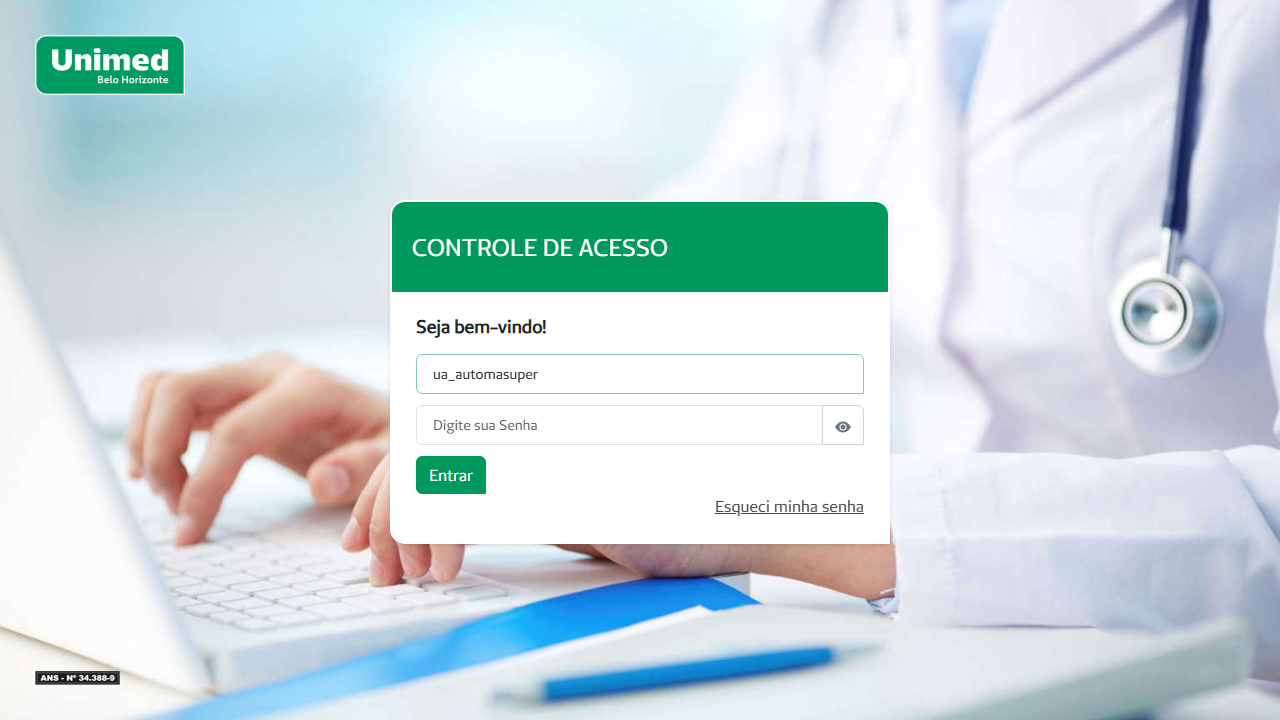 Unimed
Belo Horizonte
CONTROLE DE ACESSO
Seja bem-vindo!
ua_automasuper
Digite sua Senha
Entrar
Esqueci minha senha
ANS - Nº 34.388-9